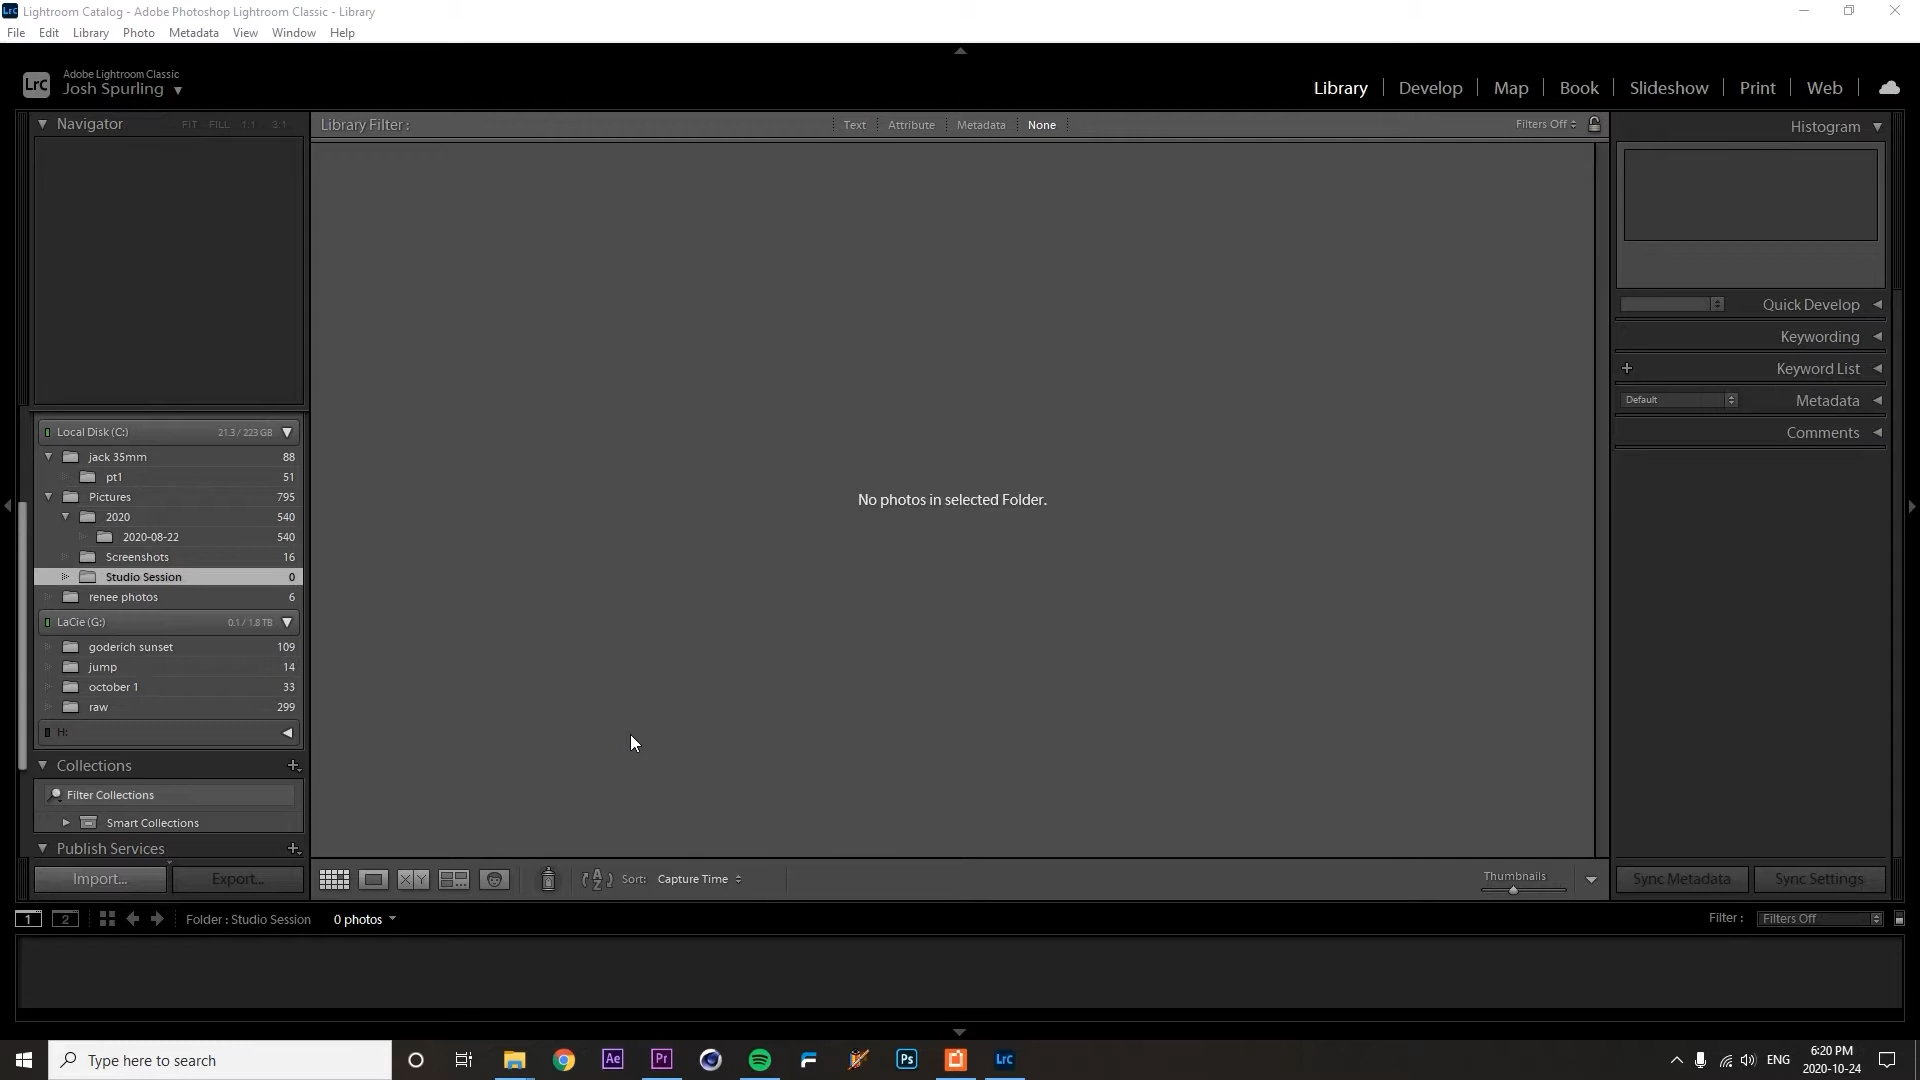 Lightroom Catalog - Adobe Photoshop Lightroom Classic - Library
File Edit Library Photo Metadata View Window Help
LrC
Adobe Lightroom Classic
Josh Spurling
Library Develop Map Book Slideshow Print Web
Navigator FIT FILL 1:1 3:1
Library Filter : Text Attribute Metadata None Filters Off
Histogram
Quick Develop
Keywording
Keyword List
Default Metadata
Comments
Local Disk (C:) 21.3 / 223 GB
jack 35mm 88
pt1 51
Pictures 795
2020 540
2020-08-22 540
Screenshots 16
Studio Session 0
renee photos 6
LaCie (G:) 0.1 / 1.8 TB
goderich sunset 109
jump 14
october 1 33
raw 299
H:
No photos in selected Folder.
Collections
Filter Collections
Smart Collections
Publish Services
Import... Export...
X Y
Sort: Capture Time
Thumbnails
Sync Metadata Sync Settings
1 2 Folder : Studio Session 0 photos
Filter : Filters Off
Type here to search
Ae Pr Ps LrC
ENG
6:20 PM
2020-10-24